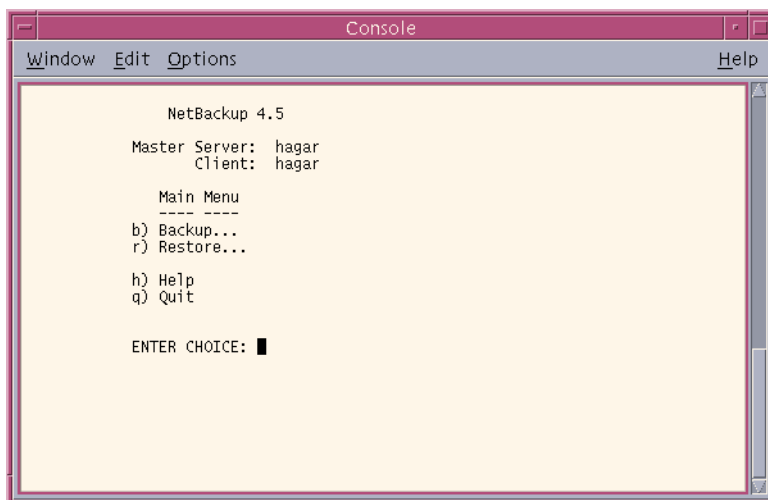 Console
Window Edit Options Help
NetBackup 4.5
Master Server: hagar
Client: hagar
Main Menu
---- ----
b) Backup...
r) Restore...
h) Help
q) Quit
ENTER CHOICE: